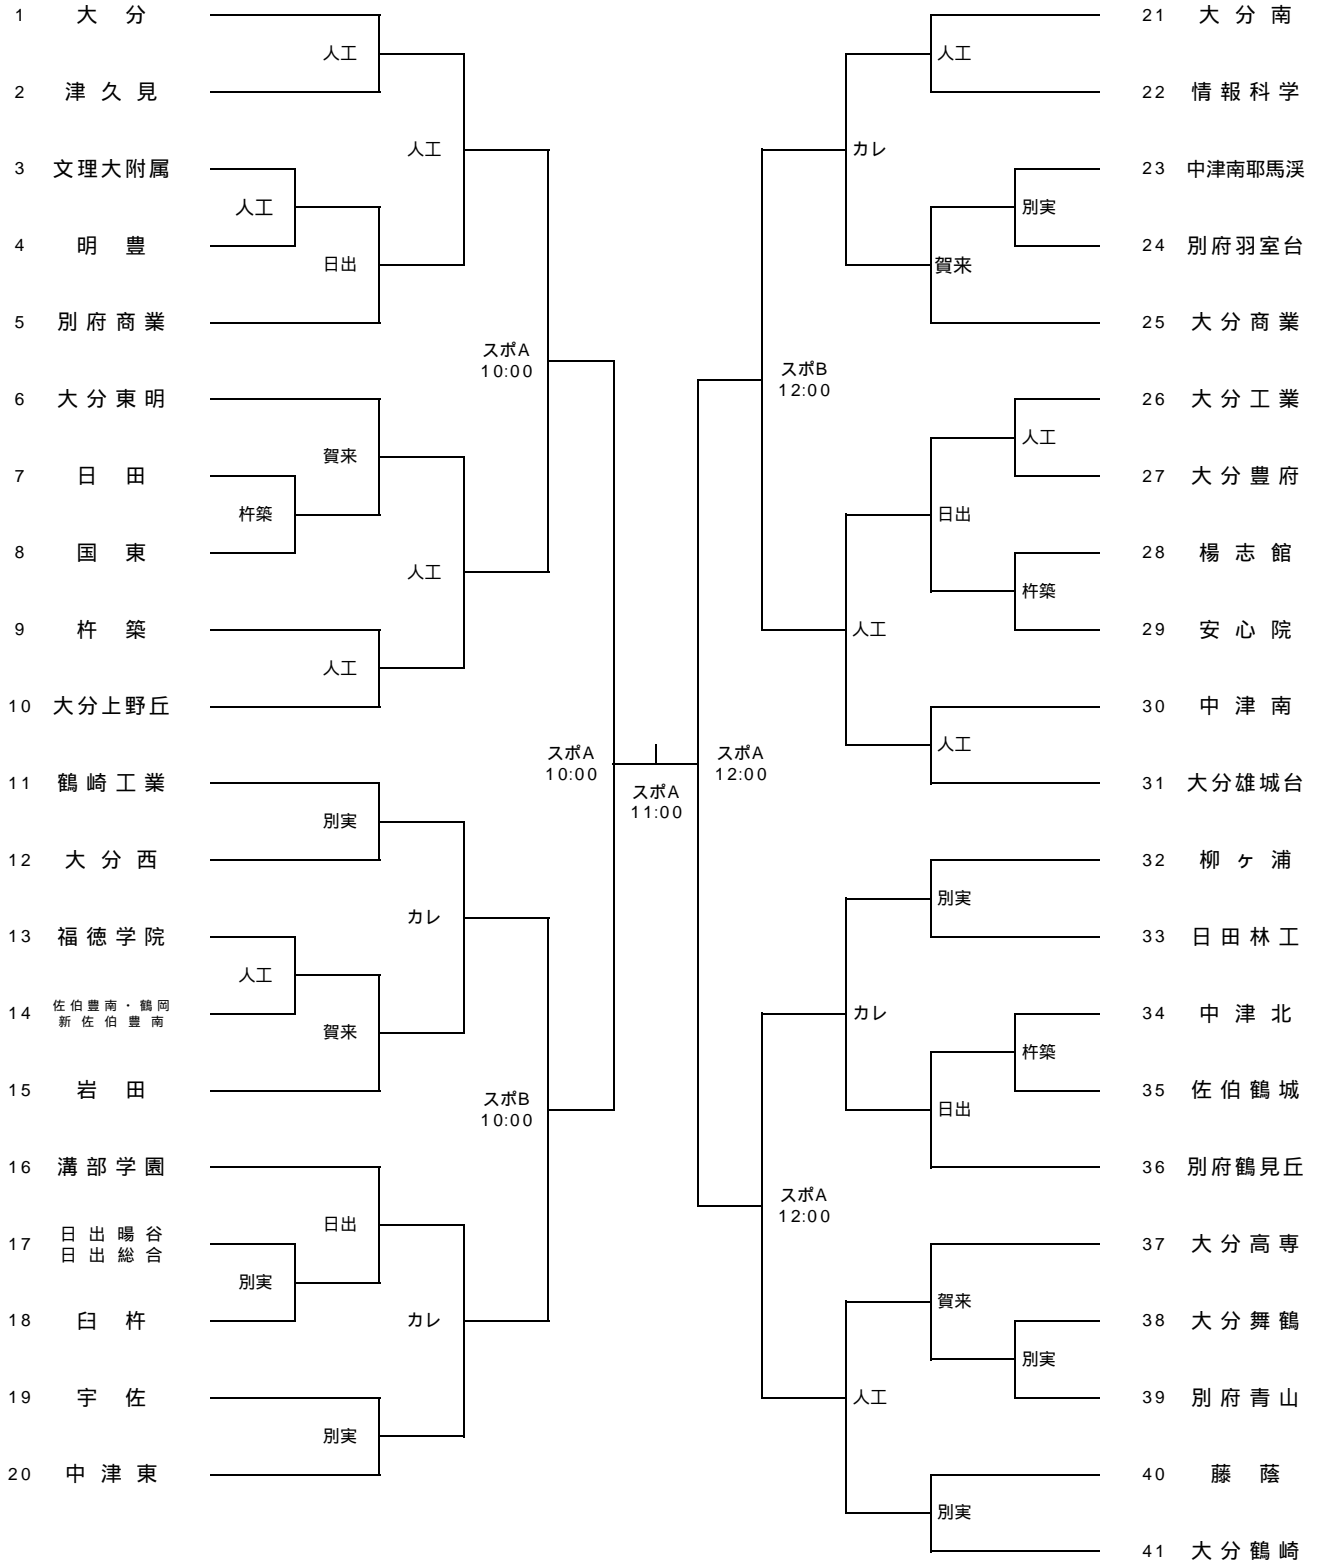 1 大分
人工
2 津久見
人工
3 文理大附属
人工
4 明豊
日出
5 別府商業
スポA
10:00
6 大分東明
賀来
7 日田
杵築
8 国東
人工
9 杵築
人工
10 大分上野丘
スポA
10:00
11 鶴崎工業
別実
12 大分西
カレ
13 福徳学院
人工
14 佐伯豊南・鶴岡
新佐伯豊南
賀来
15 岩田
スポB
10:00
16 溝部学園
日出
17 日出暘谷
日出総合
別実
18 臼杵
カレ
19 宇佐
別実
20 中津東
スポA
11:00
21 大分南
人工
22 情報科学
カレ
23 中津南耶馬渓
別実
24 別府羽室台
賀来
25 大分商業
スポB
12:00
26 大分工業
人工
27 大分豊府
日出
28 楊志館
杵築
29 安心院
人工
30 中津南
人工
31 大分雄城台
スポA
12:00
32 柳ヶ浦
別実
33 日田林工
カレ
34 中津北
杵築
35 佐伯鶴城
日出
36 別府鶴見丘
スポA
12:00
37 大分高専
賀来
38 大分舞鶴
別実
39 別府青山
人工
40 藤蔭
別実
41 大分鶴崎